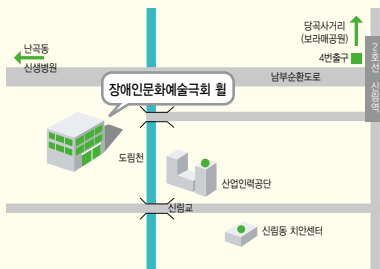 당곡사거리
(보라매공원)
난곡동
신생병원
4번출구
2호선 신림역
남부순환도로
장애인문화예술극회 휠
도림천
산업인력공단
신림교
신림동 치안센터